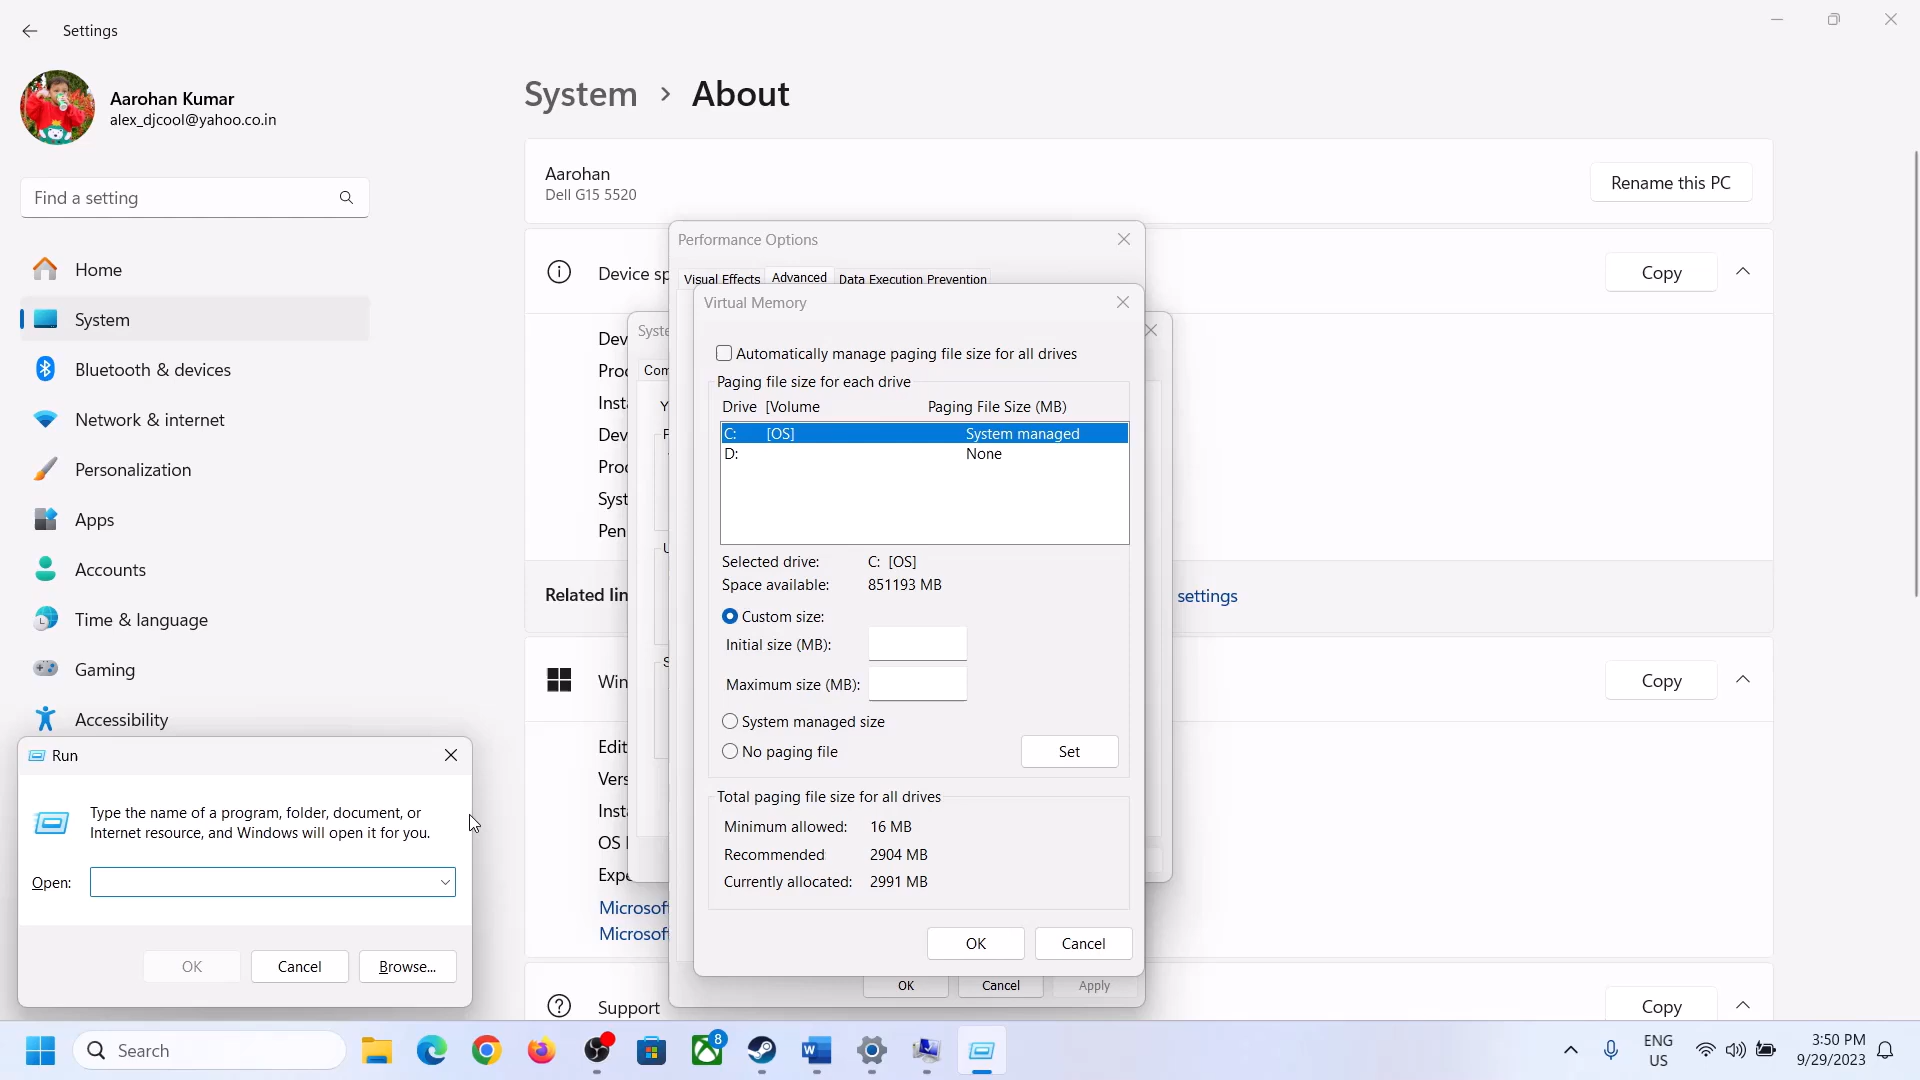 Settings
Aarohan Kumar
alex_djcool@yahoo.co.in
Find a setting
Home
System
Bluetooth & devices
Network & internet
Personalization
Apps
Accounts
Time & language
Gaming
Accessibility
System > About
Aarohan
Dell G15 5520
Rename this PC
Device sp
Copy
Related lin
settings
Win
Copy
Edit
Vers
Inst
OS
Expe
Microsof
Microsof
Support
Copy
Performance Options
Visual Effects Advanced Data Execution Prevention
OK Cancel Apply
Syste
Com
Virtual Memory
Automatically manage paging file size for all drives
Paging file size for each drive
Drive [Volume Paging File Size (MB)
C: [OS] System managed
D: None
Selected drive: C: [OS]
Space available: 851193 MB
Custom size:
Initial size (MB):
Maximum size (MB):
System managed size
No paging file
Set
Total paging file size for all drives
Minimum allowed: 16 MB
Recommended 2904 MB
Currently allocated: 2991 MB
OK Cancel
Run
Type the name of a program, folder, document, or
Internet resource, and Windows will open it for you.
Open:
OK Cancel Browse...
Search
8
ENG
US
3:50 PM
9/29/2023